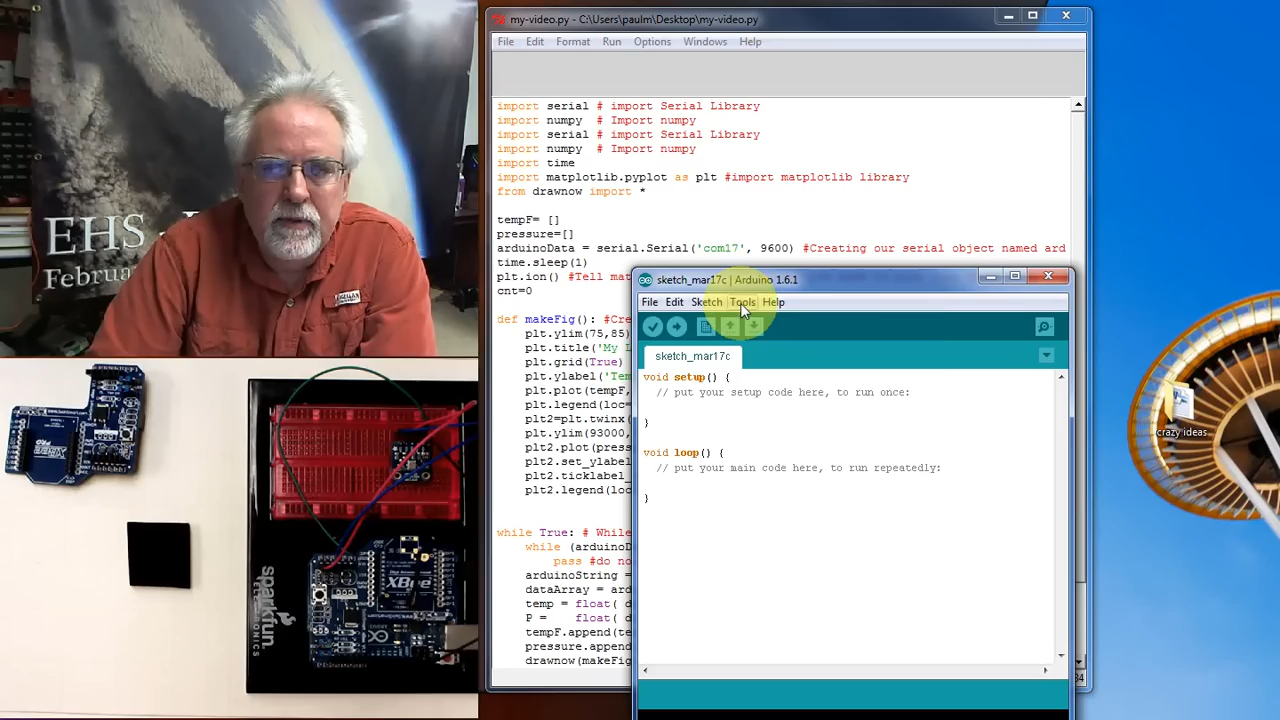 EHS
Februa
my-video.py - C:\Users\paulm\Desktop\my-video.py
File Edit Format Run Options Windows Help
import serial # import Serial Library
import numpy # Import numpy
import serial # import Serial Library
import numpy # Import numpy
import time
import matplotlib.pyplot as plt #import matplotlib library
from drawnow import *
tempF= []
pressure=[]
arduinoData = serial.Serial('com17', 9600) #Creating our serial object named ard
time.sleep(1)
plt.ion() #Tell mat
cnt=0
def makeFig(): #Cre
plt.ylim(75,85)
plt.title('My L
plt.grid(True)
plt.ylabel('Tem
plt.plot(tempF,
plt.legend(loc=
plt2=plt.twinx(
plt.ylim(93000,
plt2.plot(press
plt2.set_ylabel
plt2.ticklabel_
plt2.legend(loc
while True: # While
while (arduinoD
pass #do no
arduinoString =
dataArray = ard
temp = float( d
P = float( d
tempF.append(te
pressure.append
drawnow(makeFig
sketch_mar17c | Arduino 1.6.1
File Edit Sketch Tools Help
sketch_mar17c
void setup() {
// put your setup code here, to run once:
}
void loop() {
// put your main code here, to run repeatedly:
}
crazy ideas
XBee
sparkfun